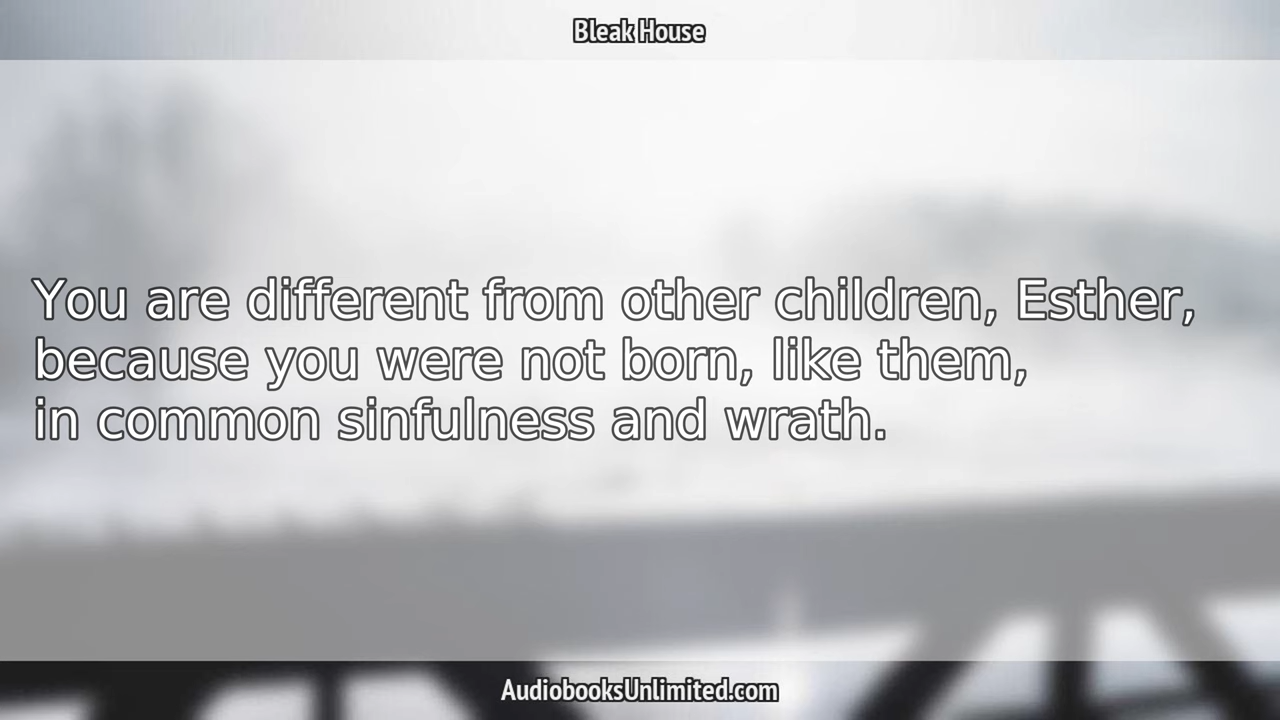 Bleak House
You are different from other children, Esther,
because you were not born, like them,
in common sinfulness and wrath.
AudiobooksUnlimited.com